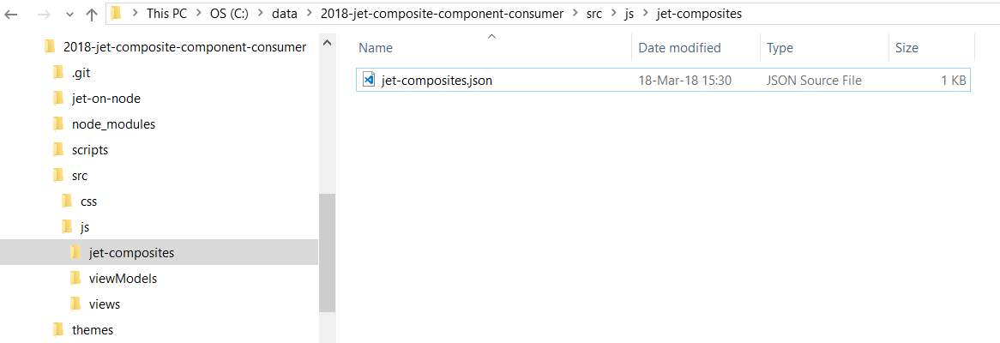 This PC > OS (C:) > data > 2018-jet-composite-component-consumer > src > js > jet-composites
2018-jet-composite-component-consumer
.git
jet-on-node
node_modules
scripts
src
css
js
jet-composites
viewModels
views
themes
Name Date modified Type Size
jet-composites.json 18-Mar-18 15:30 JSON Source File 1 KB